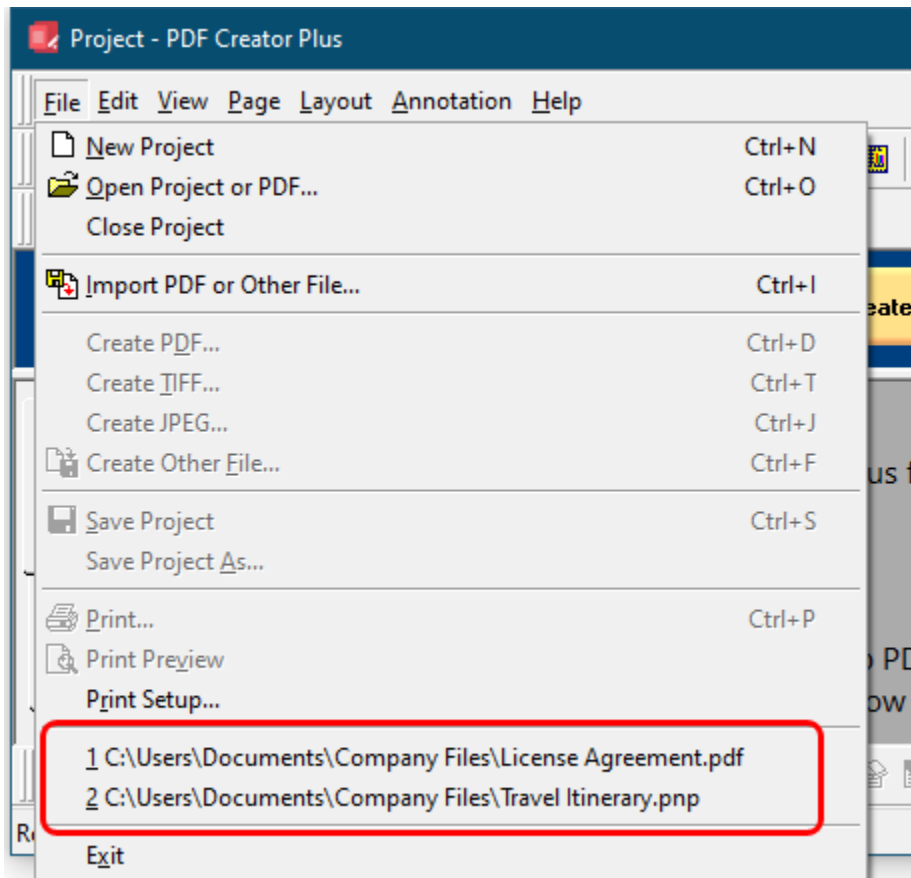 Project - PDF Creator Plus
File Edit View Page Layout Annotation Help
New Project Ctrl+N
Open Project or PDF... Ctrl+O
Close Project
Import PDF or Other File... Ctrl+I
Create PDF... Ctrl+D
Create TIFF... Ctrl+T
Create JPEG... Ctrl+J
Create Other File... Ctrl+F
Save Project Ctrl+S
Save Project As...
Print... Ctrl+P
Print Preview
Print Setup...
1 C:\Users\Documents\Company Files\License Agreement.pdf
2 C:\Users\Documents\Company Files\Travel Itinerary.pnp
Exit